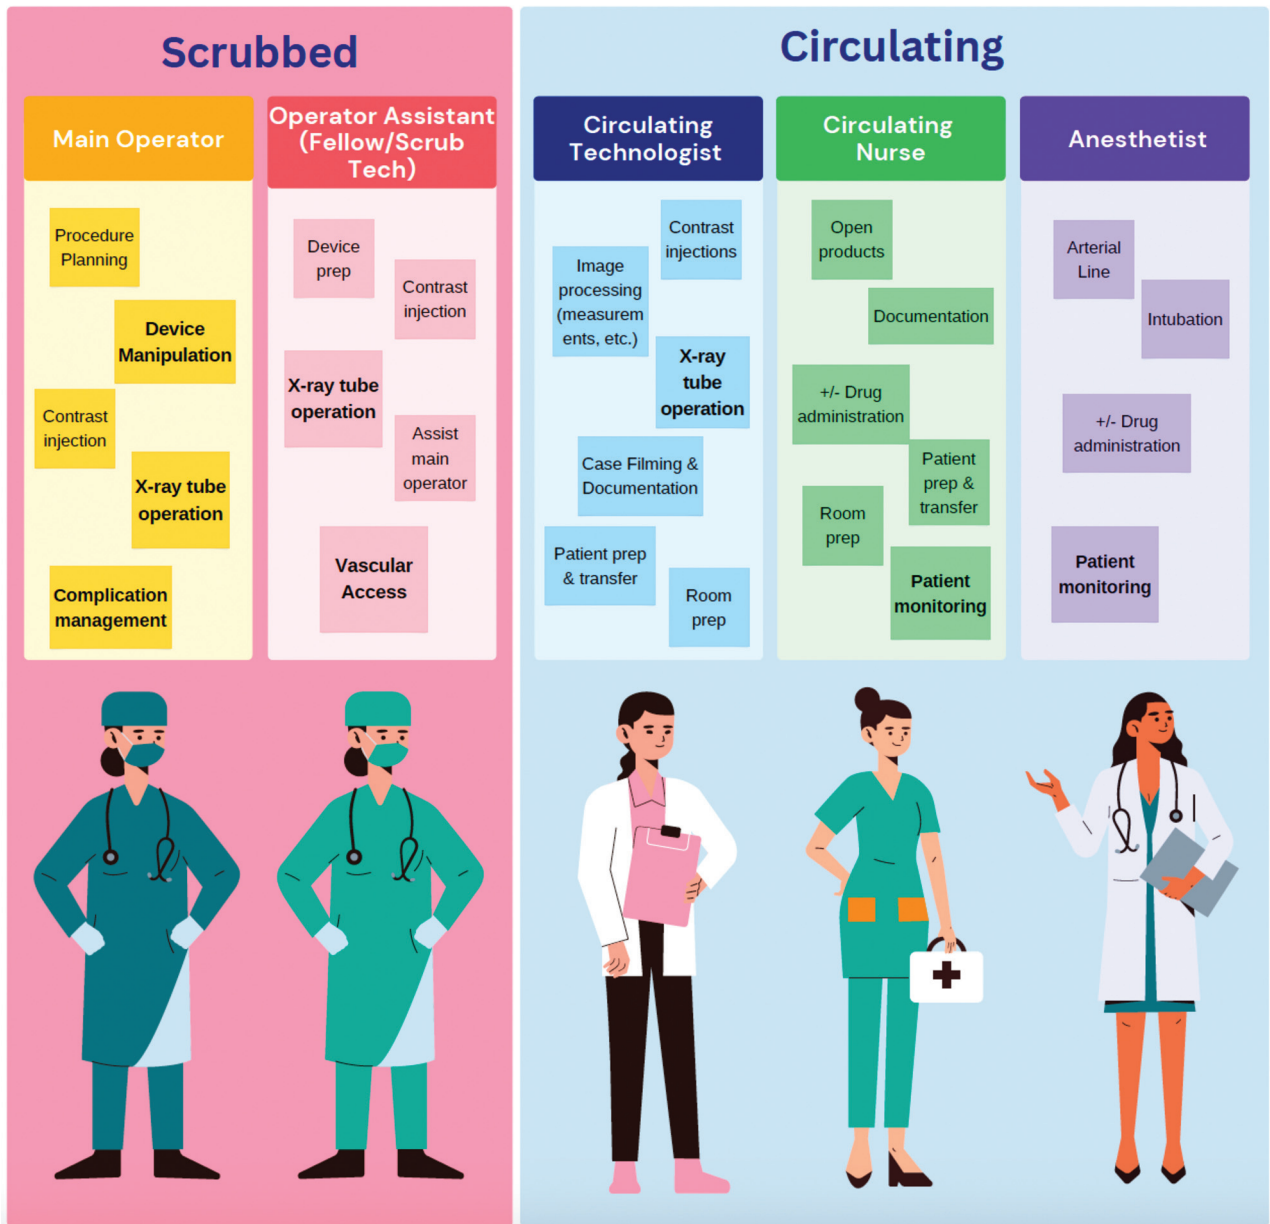 Scrubbed
Main Operator
Procedure
Planning
Device
Manipulation
Contrast
injection
X-ray tube
operation
Complication
management
Operator Assistant
(Fellow/Scrub
Tech)
Device
prep
Contrast
injection
X-ray tube
operation
Assist
main
operator
Vascular
Access
Circulating
Circulating
Technologist
Contrast
injections
Image
processing
(measurem
ents, etc.)
X-ray
tube
operation
Case Filming &
Documentation
Patient prep
& transfer
Room
prep
Circulating
Nurse
Open
products
Documentation
+/- Drug
administration
Patient
prep &
transfer
Room
prep
Patient
monitoring
Anesthetist
Arterial
Line
Intubation
+/- Drug
administration
Patient
monitoring